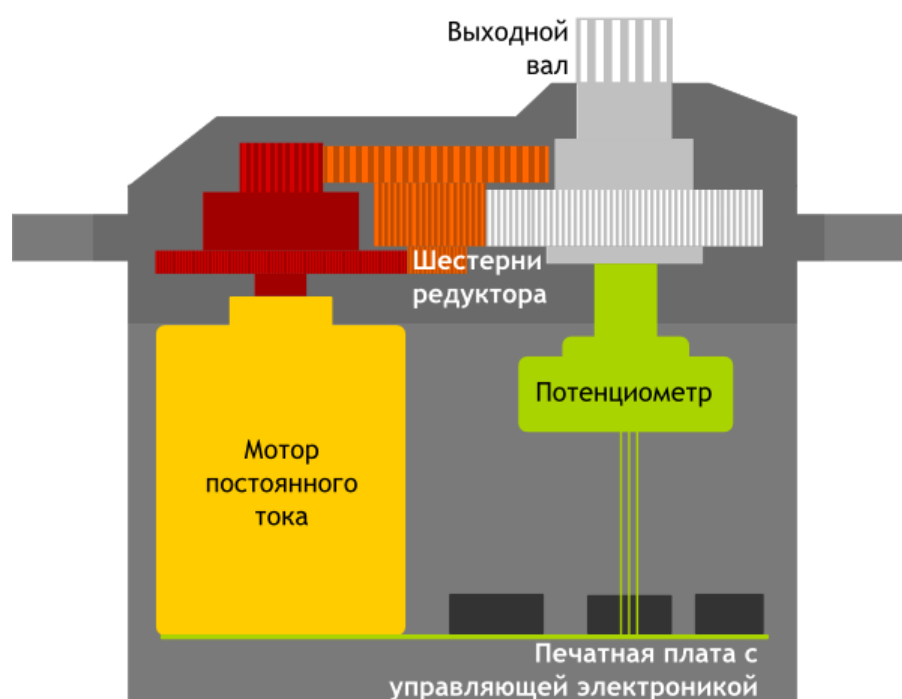 Выходной
вал
Шестерни
редуктора
Потенциометр
Мотор
постоянного
тока
Печатная плата с
управляющей электроникой